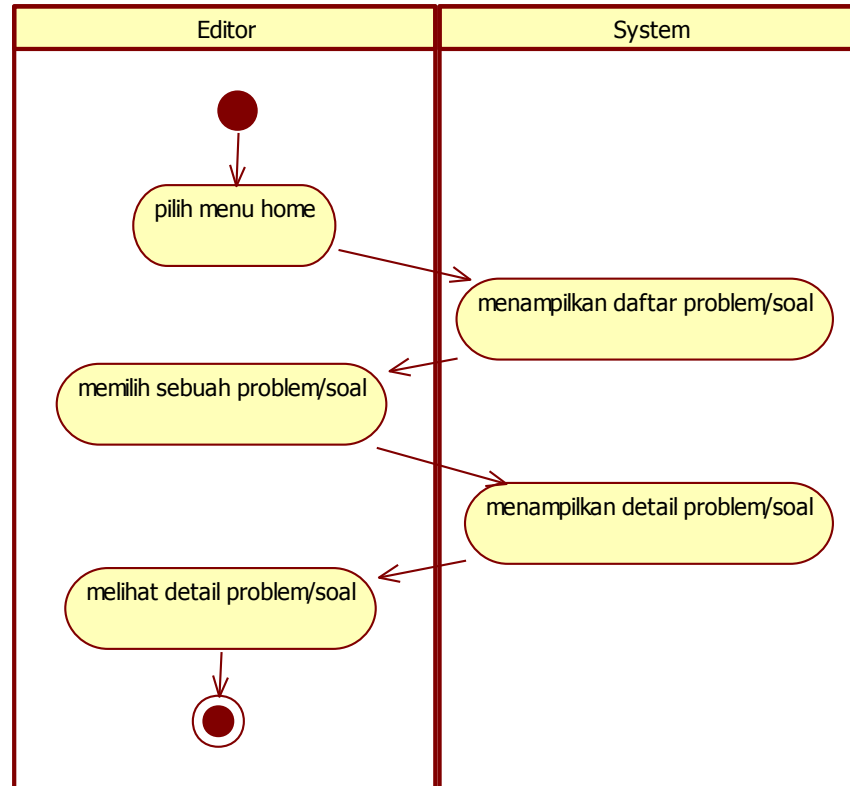 Editor
System
pilih menu home
menampilkan daftar problem/soal
memilih sebuah problem/soal
menampilkan detail problem/soal
melihat detail problem/soal